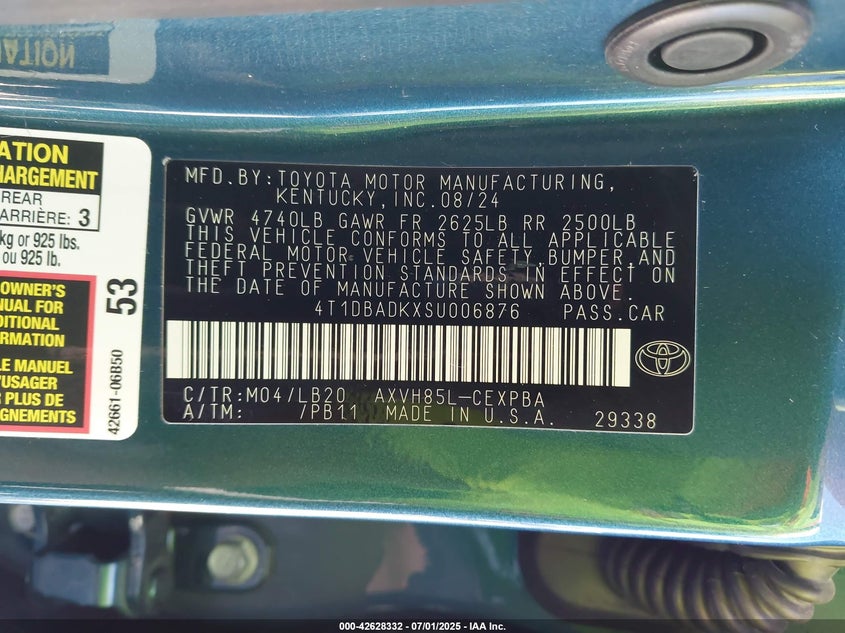 ATION
HARGEMENT
REAR
ARRIÈRE: 3
kg or 925 lbs.
ou 925 lb.
OWNER'S
NUAL FOR
DITIONAL
ORMATION
LE MANUEL
'USAGER
R PLUS DE
GNEMENTS
53
42661-06B50
MFD.BY:TOYOTA MOTOR MANUFACTURING,
KENTUCKY,INC.08/24
GVWR 4740LB GAWR FR 2625LB RR 2500LB
THIS VEHICLE CONFORMS TO ALL APPLICABLE
FEDERAL MOTOR VEHICLE SAFETY,BUMPER,AND
THEFT PREVENTION STANDARDS IN EFFECT ON
THE DATE OF MANUFACTURE SHOWN ABOVE.
4T1DBADKXSU006876 PASS.CAR
C/TR:M04/LB20 AXVH85L-CEXPBA
A/TM: /PB11 MADE IN U.S.A. 29338
000-42628332 - 07/01/2025 - IAA Inc.